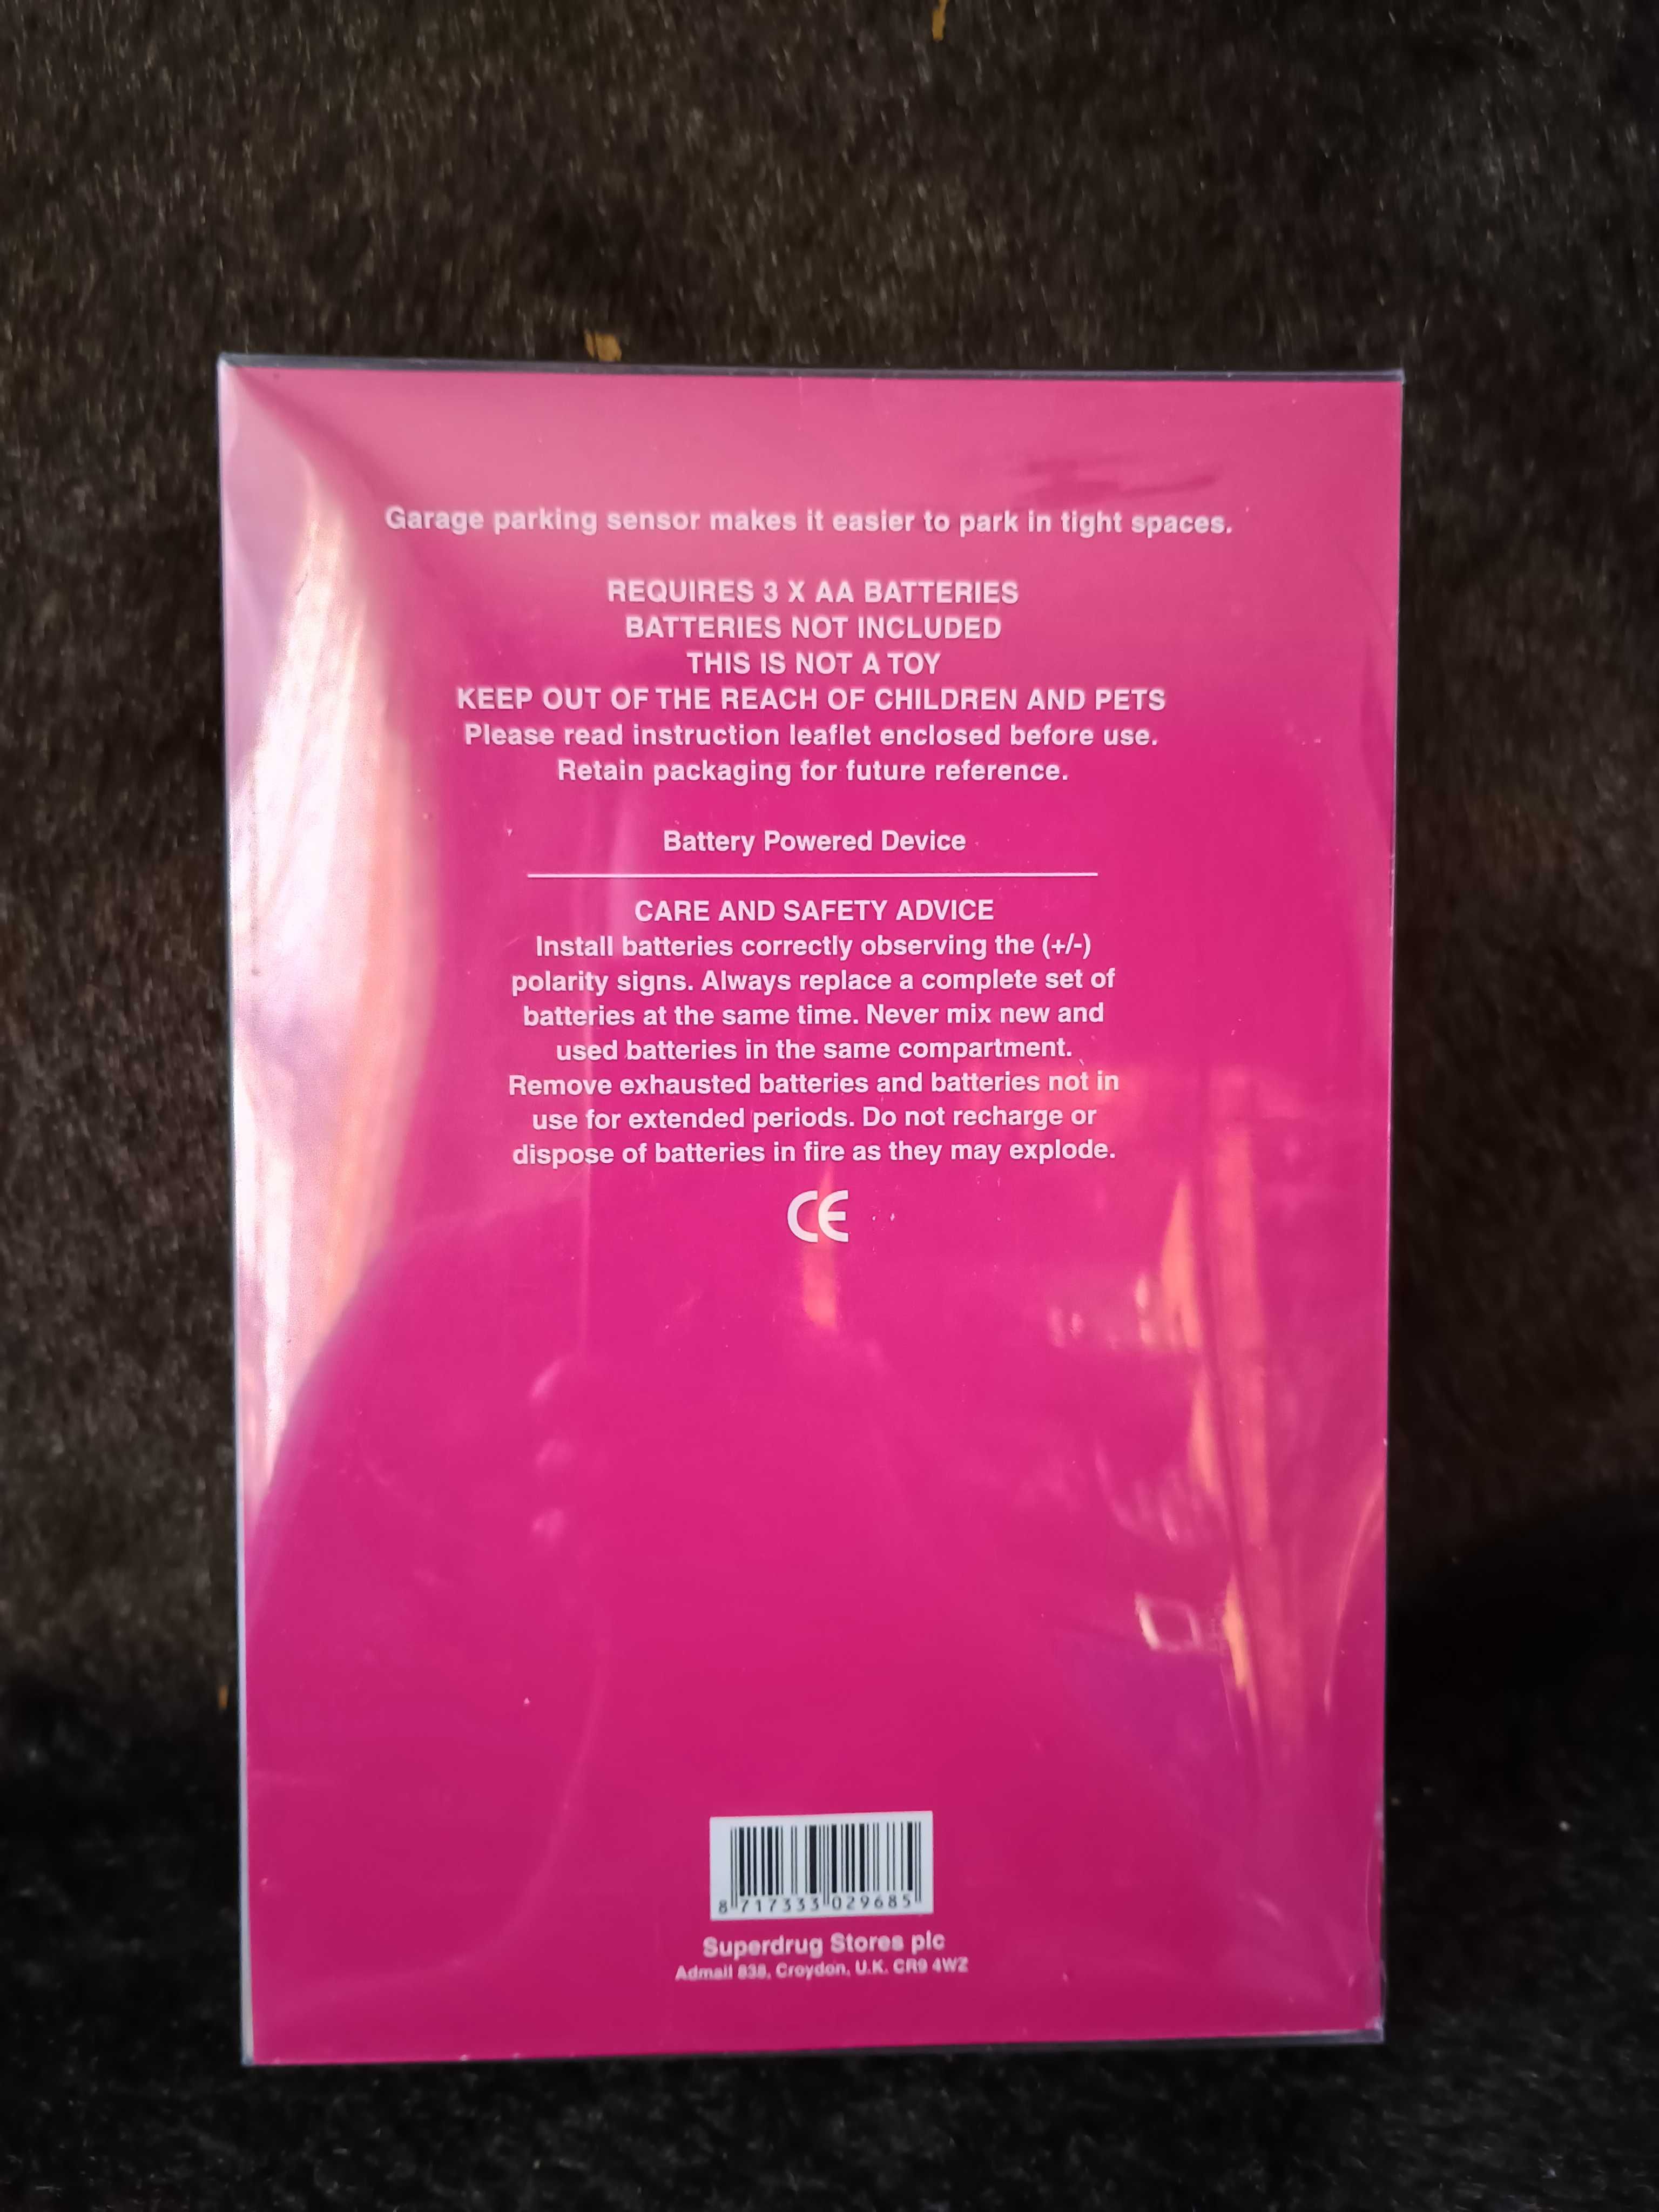 Garage parking sensor makes it easier to park in tight spaces.
REQUIRES 3 X AA BATTERIES
BATTERIES NOT INCLUDED
THIS IS NOT A TOY
KEEP OUT OF THE REACH OF CHILDREN AND PETS
Please read instruction leaflet enclosed before use.
Retain packaging for future reference.
Battery Powered Device
CARE AND SAFETY ADVICE
Install batteries correctly observing the (+/-)
polarity signs. Always replace a complete set of
batteries at the same time. Never mix new and
used batteries in the same compartment.
Remove exhausted batteries and batteries not in
use for extended periods. Do not recharge or
dispose of batteries in fire as they may explode.
CE
8 717333 029685
Superdrug Stores plc
Admail 838, Croydon, U.K. CR9 4WZ